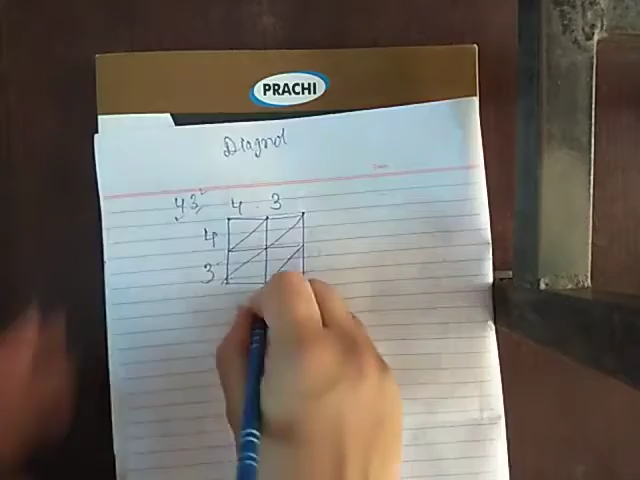 PRACHI
Diagnol
43² 4 3
4
3